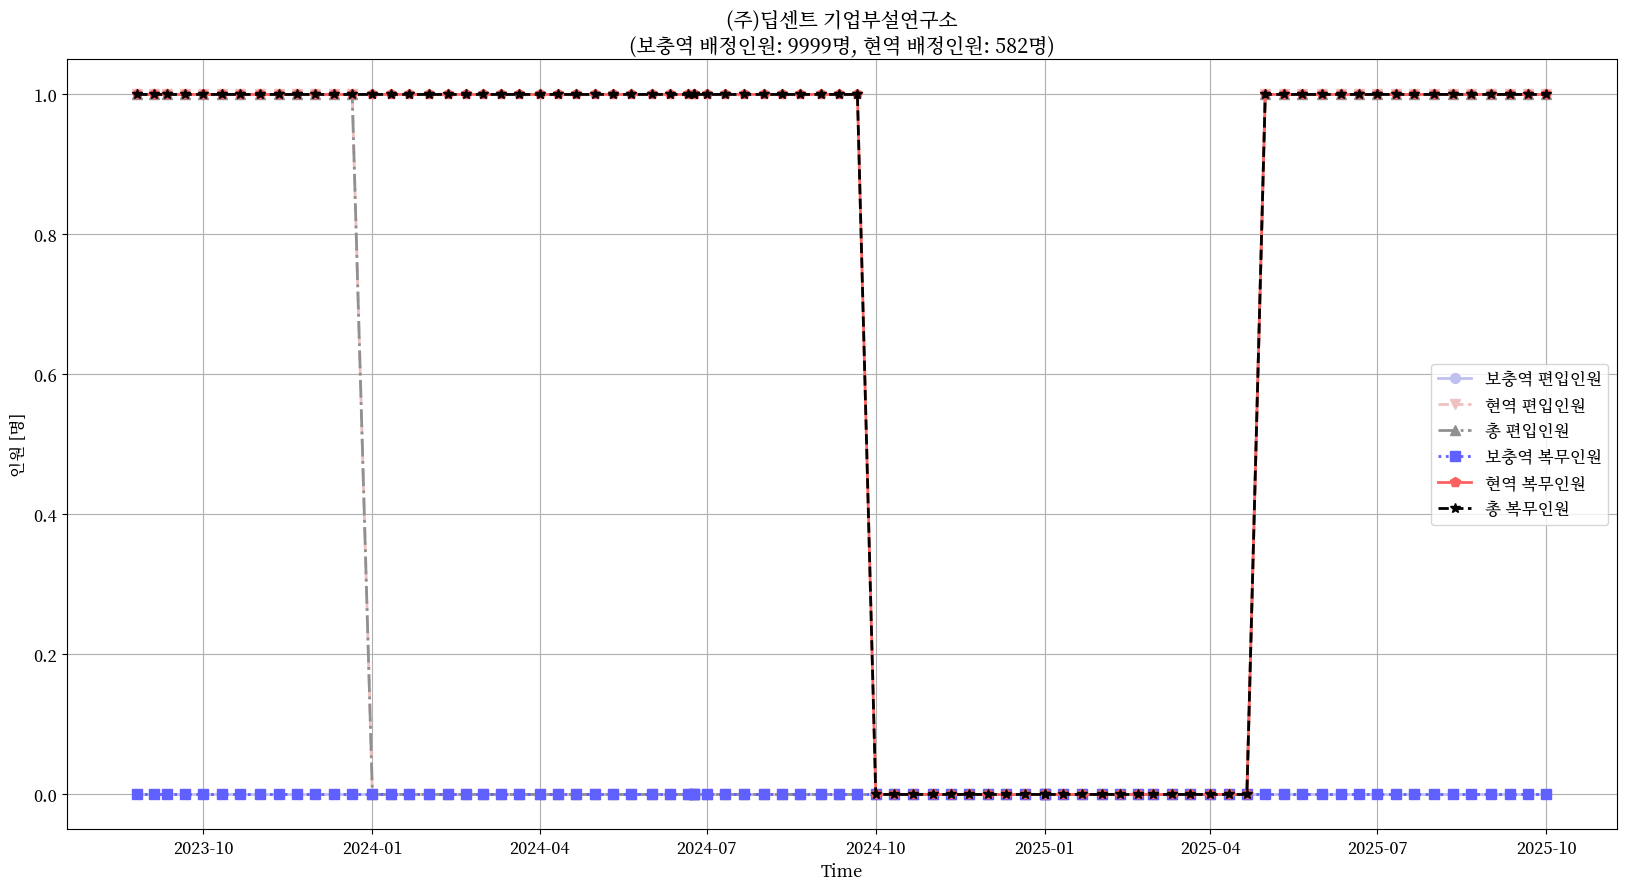 (주)딥센트 기업부설연구소
(보충역 배정인원: 9999명, 현역 배정인원: 582명)
인원 [명]
1.0
0.8
0.6
0.4
0.2
0.0
보충역 편입인원
현역 편입인원
총 편입인원
보충역 복무인원
현역 복무인원
총 복무인원
2023-10 2024-01 2024-04 2024-07 2024-10 2025-01 2025-04 2025-07 2025-10
Time